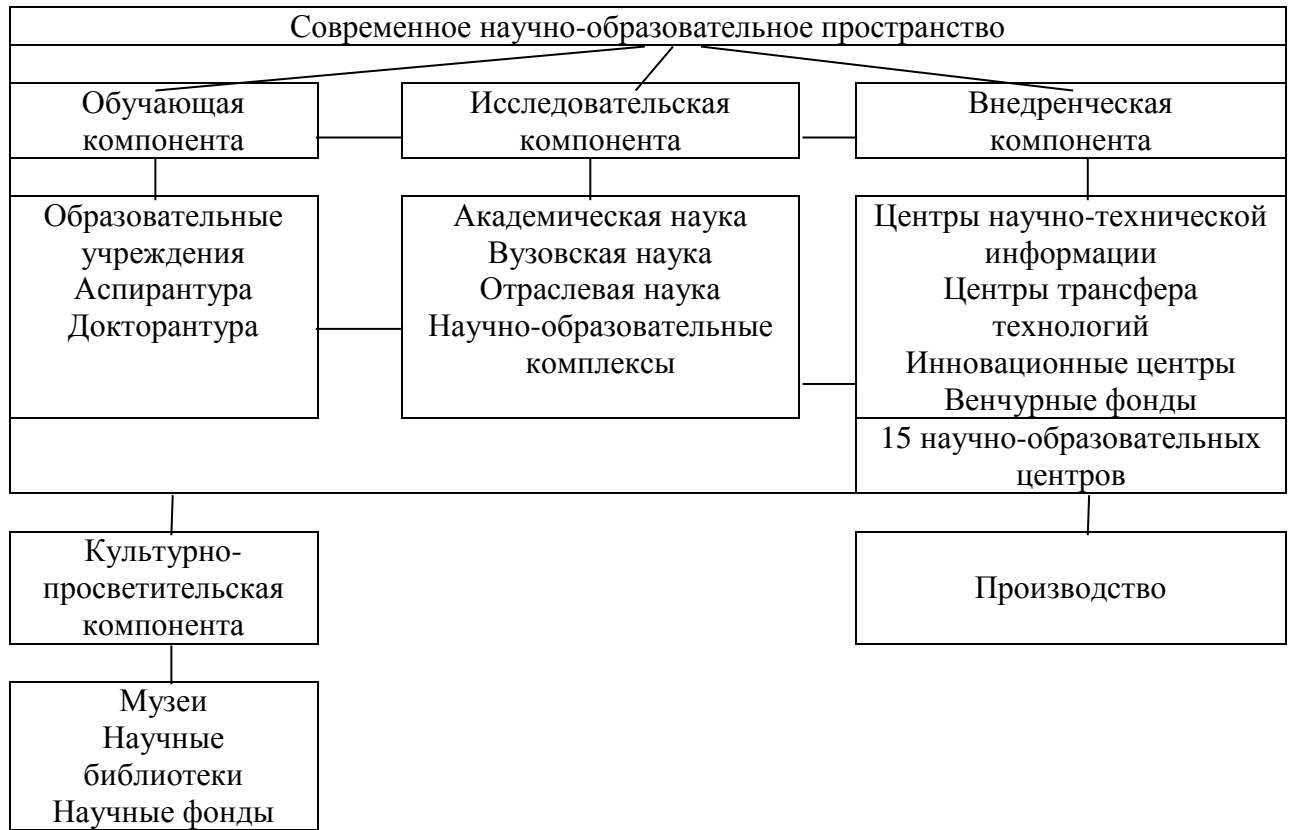 Современное научно-образовательное пространство
Обучающая
компонента
Исследовательская
компонента
Внедренческая
компонента
Образовательные
учреждения
Аспирантура
Докторантура
Академическая наука
Вузовская наука
Отраслевая наука
Научно-образовательные
комплексы
Центры научно-технической
информации
Центры трансфера
технологий
Инновационные центры
Венчурные фонды
15 научно-образовательных
центров
Культурно-
просветительская
компонента
Производство
Музеи
Научные
библиотеки
Научные фонды